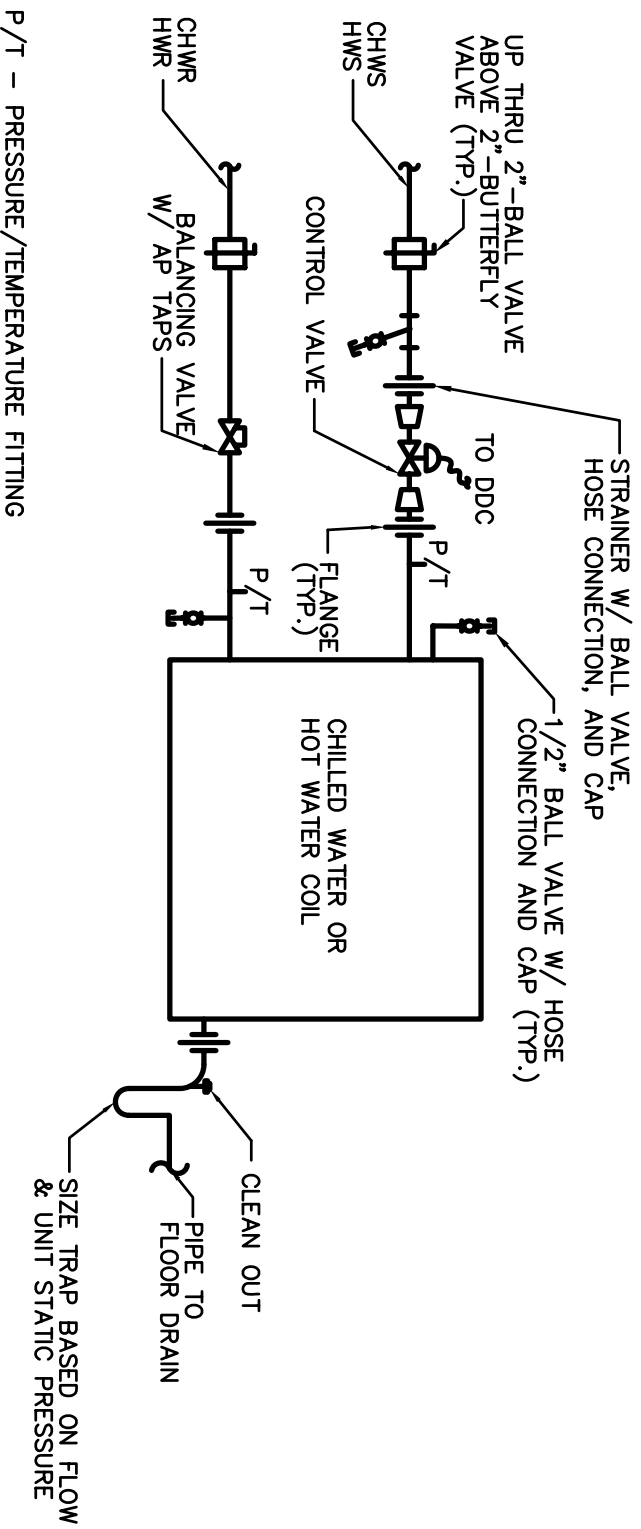 STRAINER W/ BALL VALVE,
HOSE CONNECTION, AND CAP
1/2" BALL VALVE W/ HOSE
CONNECTION AND CAP (TYP.)
UP THRU 2"-BALL VALVE
ABOVE 2"-BUTTERFLY
VALVE (TYP.)
TO DDC
P/T
CHWS
HWS
CONTROL VALVE
FLANGE
(TYP.)
CHILLED WATER OR
HOT WATER COIL
P/T
CHWR
HWR
BALANCING VALVE
W/ AP TAPS
CLEAN OUT
PIPE TO
FLOOR DRAIN
SIZE TRAP BASED ON FLOW
& UNIT STATIC PRESSURE
P/T - PRESSURE/TEMPERATURE FITTING